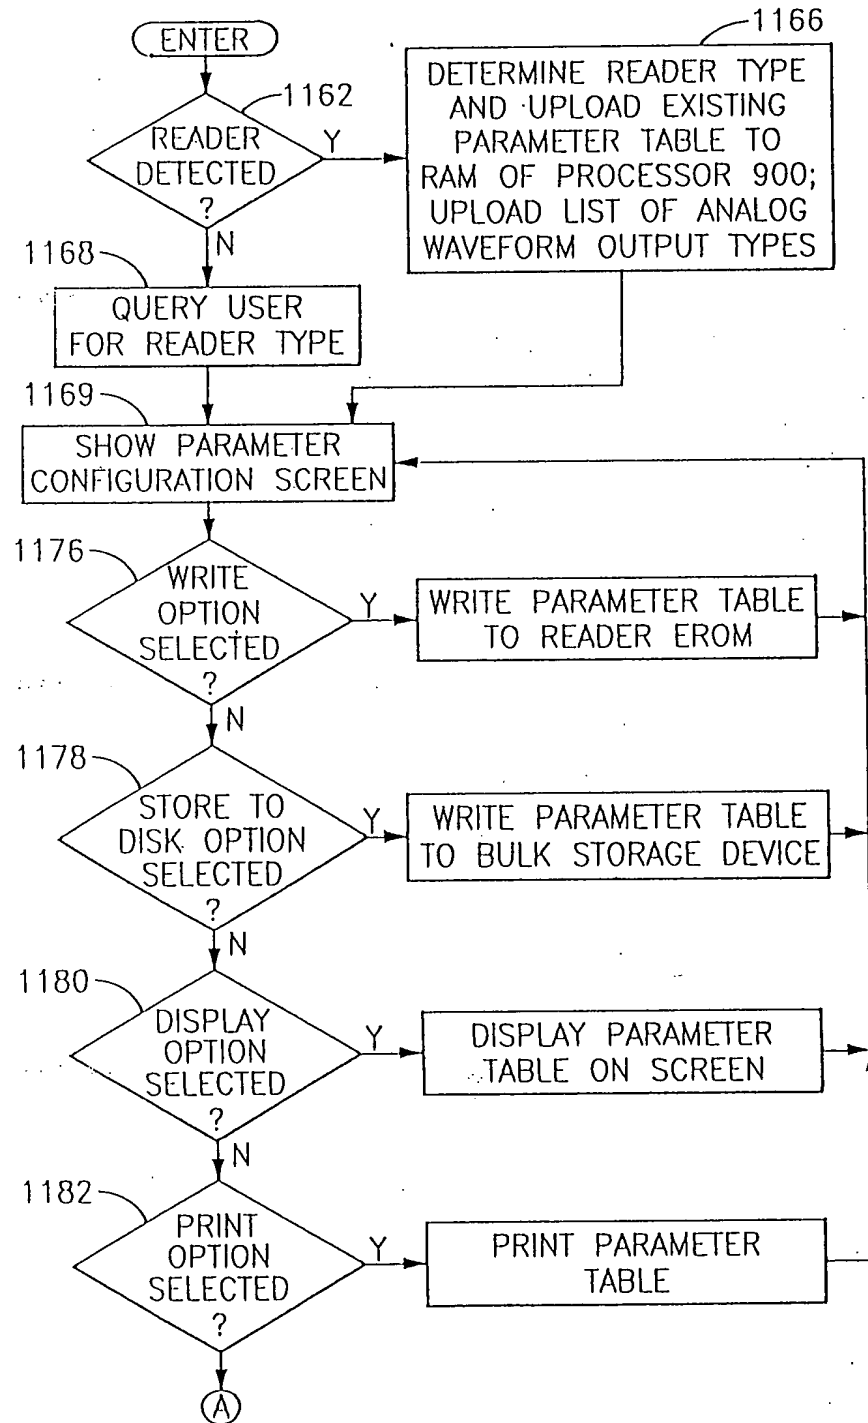 ENTER
1166
1162
READER
DETECTED
?
Y
N
DETERMINE READER TYPE
AND UPLOAD EXISTING
PARAMETER TABLE TO
RAM OF PROCESSOR 900;
UPLOAD LIST OF ANALOG
WAVEFORM OUTPUT TYPES
1168
QUERY USER
FOR READER TYPE
1169
SHOW PARAMETER
CONFIGURATION SCREEN
1176
WRITE
OPTION
SELECTED
?
Y
N
WRITE PARAMETER TABLE
TO READER EROM
1178
STORE TO
DISK OPTION
SELECTED
?
Y
N
WRITE PARAMETER TABLE
TO BULK STORAGE DEVICE
1180
DISPLAY
OPTION
SELECTED
?
Y
N
DISPLAY PARAMETER
TABLE ON SCREEN
1182
PRINT
OPTION
SELECTED
?
Y
PRINT PARAMETER
TABLE
A